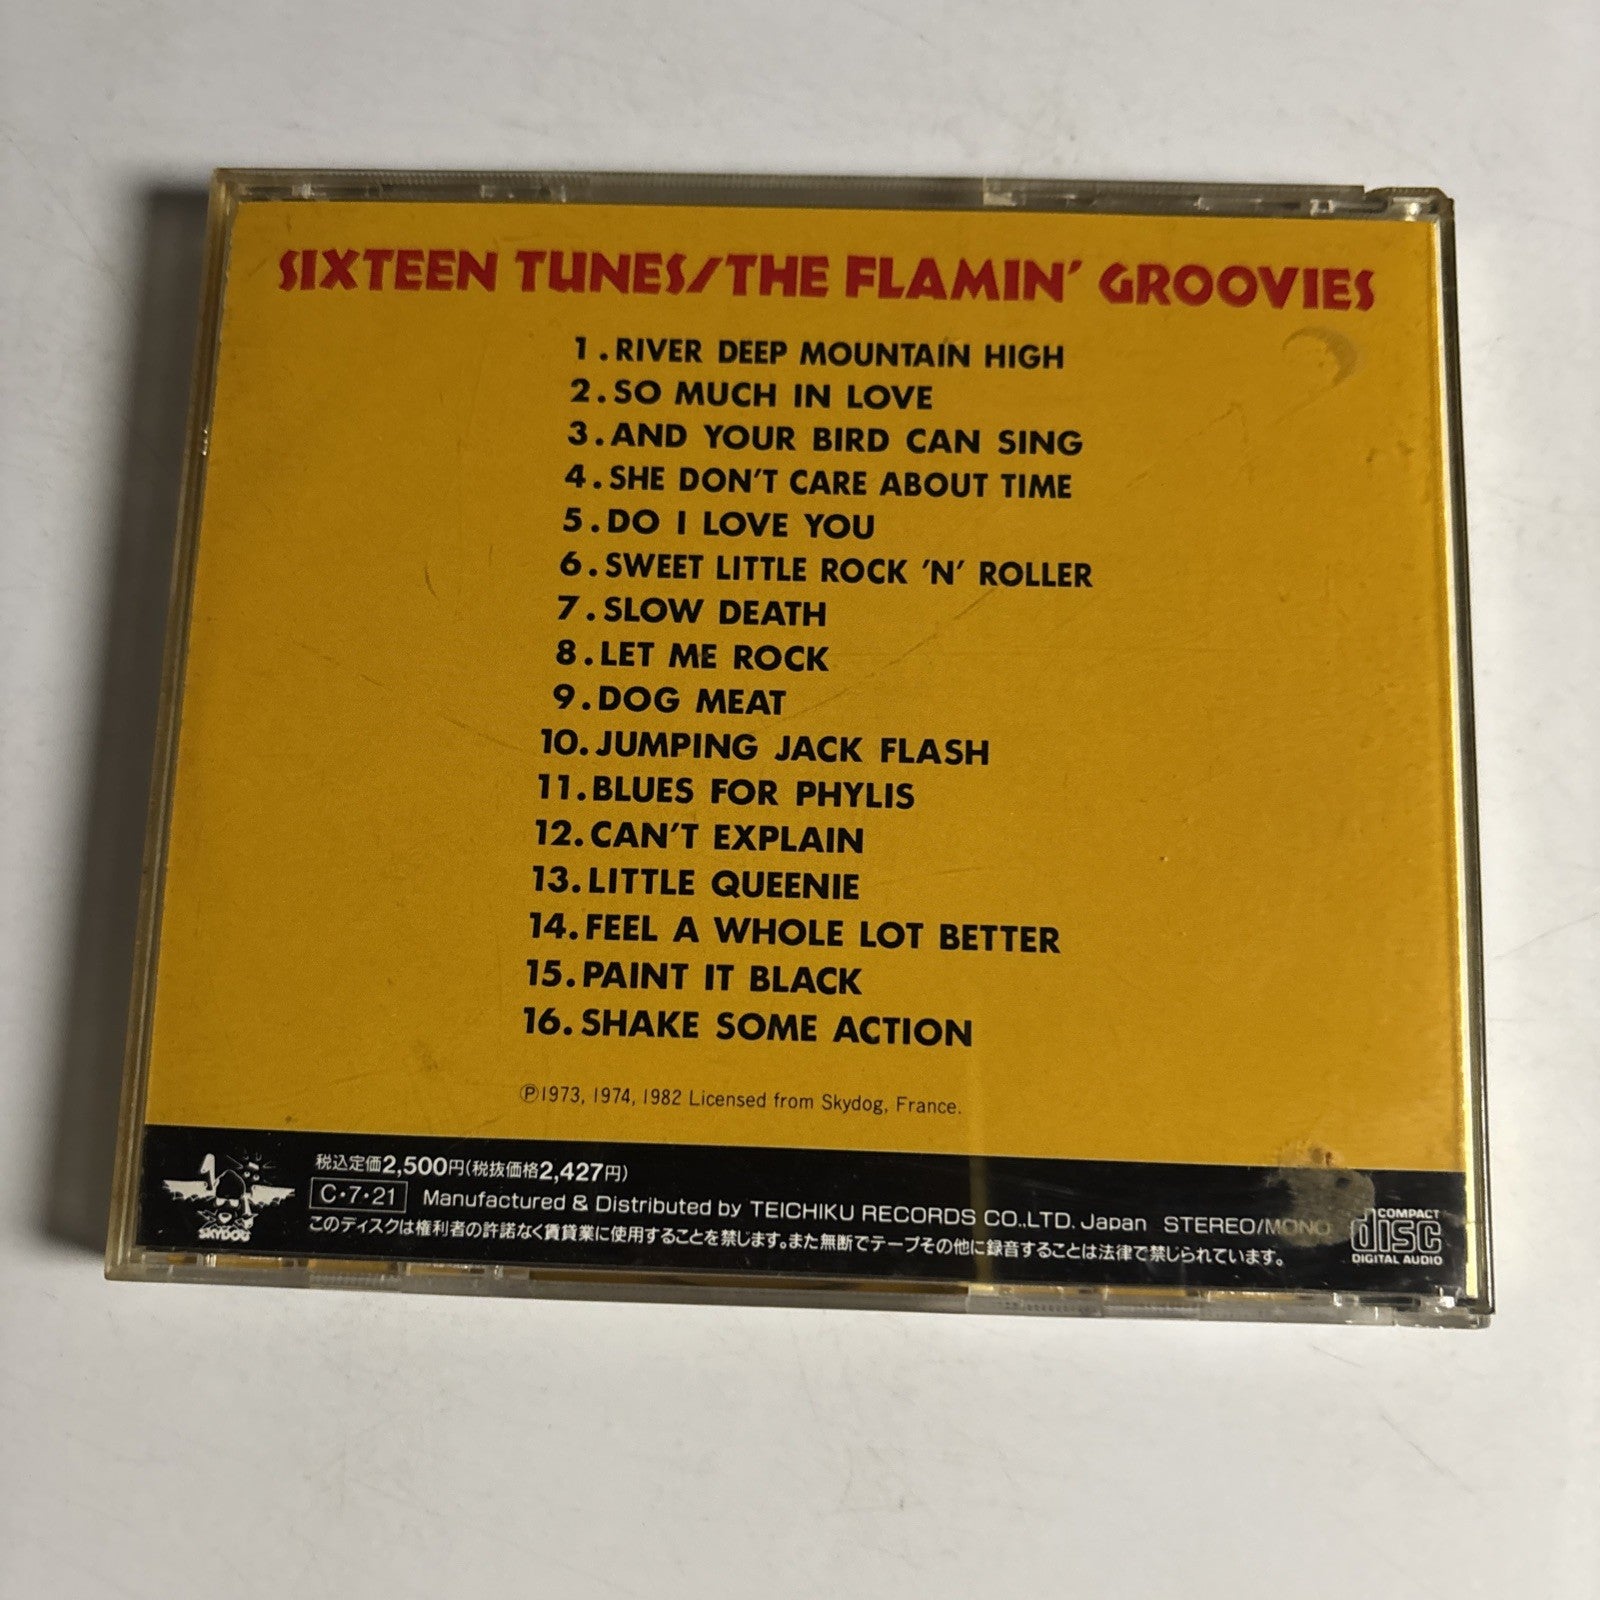 SIXTEEN TUNES/THE FLAMIN' GROOVIES
1. RIVER DEEP MOUNTAIN HIGH
2. SO MUCH IN LOVE
3. AND YOUR BIRD CAN SING
4. SHE DON'T CARE ABOUT TIME
5. DO I LOVE YOU
6. SWEET LITTLE ROCK 'N' ROLLER
7. SLOW DEATH
8. LET ME ROCK
9. DOG MEAT
10. JUMPING JACK FLASH
11. BLUES FOR PHYLIS
12. CAN'T EXPLAIN
13. LITTLE QUEENIE
14. FEEL A WHOLE LOT BETTER
15. PAINT IT BLACK
16. SHAKE SOME ACTION
℗1973, 1974, 1982 Licensed from Skydog, France.
税込定価2,500円(税抜価格2,427円)
C・7・21 Manufactured & Distributed by TEICHIKU RECORDS CO.,LTD. Japan STEREO/MONO
このディスクは権利者の許諾なく賃貸業に使用することを禁じます。また無断でテープその他に録音することは法律で禁じられています。
SKYDOG
COMPACT
disc
DIGITAL AUDIO